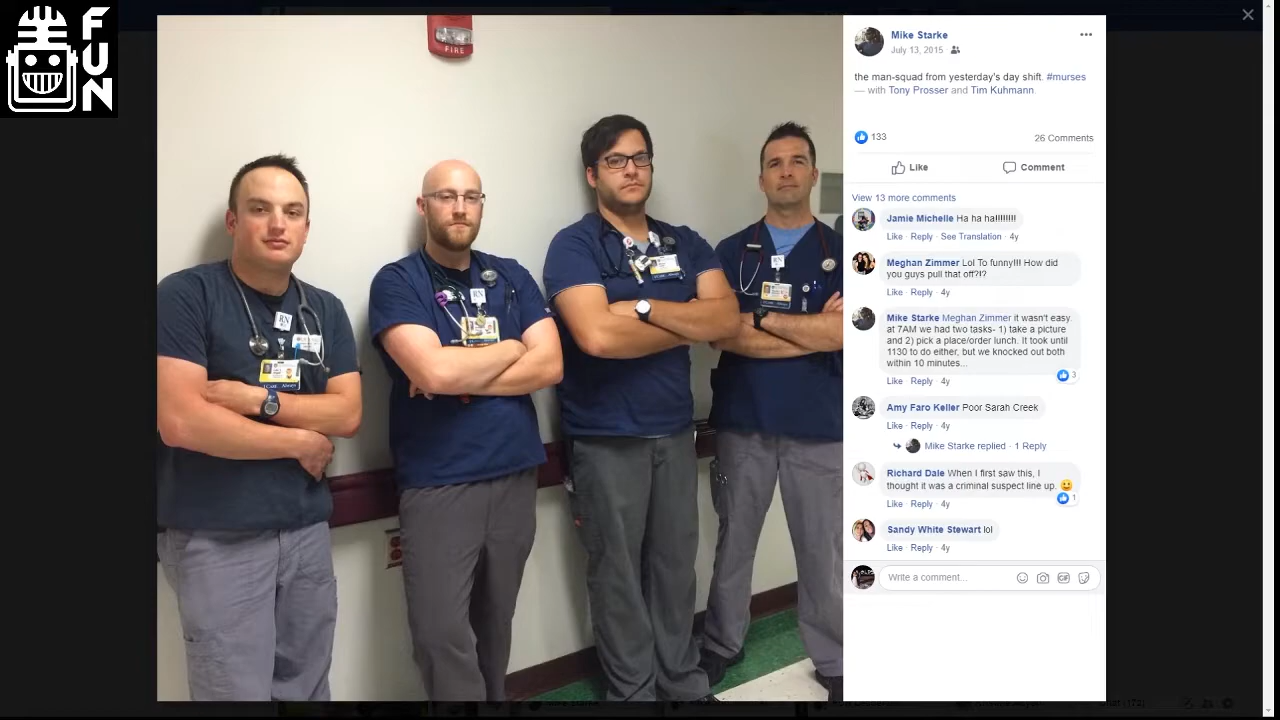 FUN
FIRE
RN
RN
RN
I CARE Always
Mike Starke
July 13, 2015
the man-squad from yesterday's day shift. #murses
— with Tony Prosser and Tim Kuhmann.
133
26 Comments
Like
Comment
View 13 more comments
Jamie Michelle Ha ha ha!!!!!!!!
Like · Reply · See Translation · 4y
Meghan Zimmer Lol To funny!!! How did
you guys pull that off?!?
Like · Reply · 4y
Mike Starke Meghan Zimmer it wasn't easy.
at 7AM we had two tasks- 1) take a picture
and 2) pick a place/order lunch. It took until
1130 to do either, but we knocked out both
within 10 minutes...
3
Like · Reply · 4y
Amy Faro Keller Poor Sarah Creek
Like · Reply · 4y
Mike Starke replied · 1 Reply
Richard Dale When I first saw this, I
thought it was a criminal suspect line up. 🙂
1
Like · Reply · 4y
Sandy White Stewart lol
Like · Reply · 4y
Write a comment...
GIF